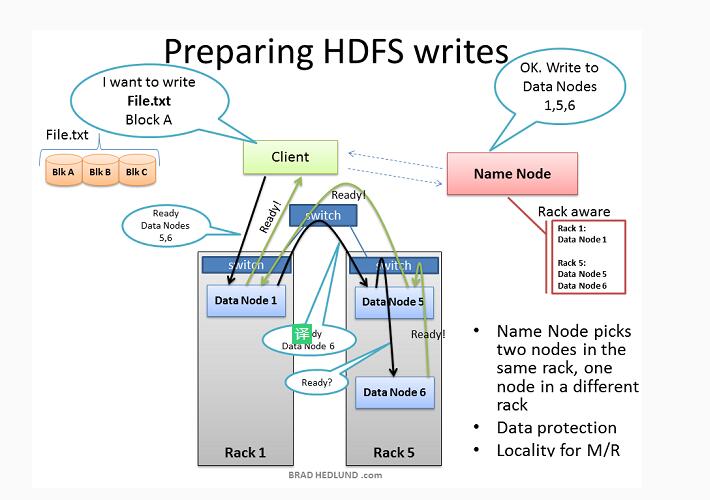 Preparing HDFS writes
I want to write
File.txt
Block A
OK. Write to
Data Nodes
1,5,6
File.txt
Blk A
Blk B
Blk C
Client
Name Node
Ready
Data Nodes
5,6
Ready!
Ready!
switch
Rack aware
Rack 1:
Data Node 1
Rack 5:
Data Node 5
Data Node 6
switch
switch
Data Node 1
Data Node 5
译
Data Node 6
Ready!
Ready?
Data Node 6
Rack 1
Rack 5
• Name Node picks
two nodes in the
same rack, one
node in a different
rack
• Data protection
• Locality for M/R
BRAD HEDLUND .com